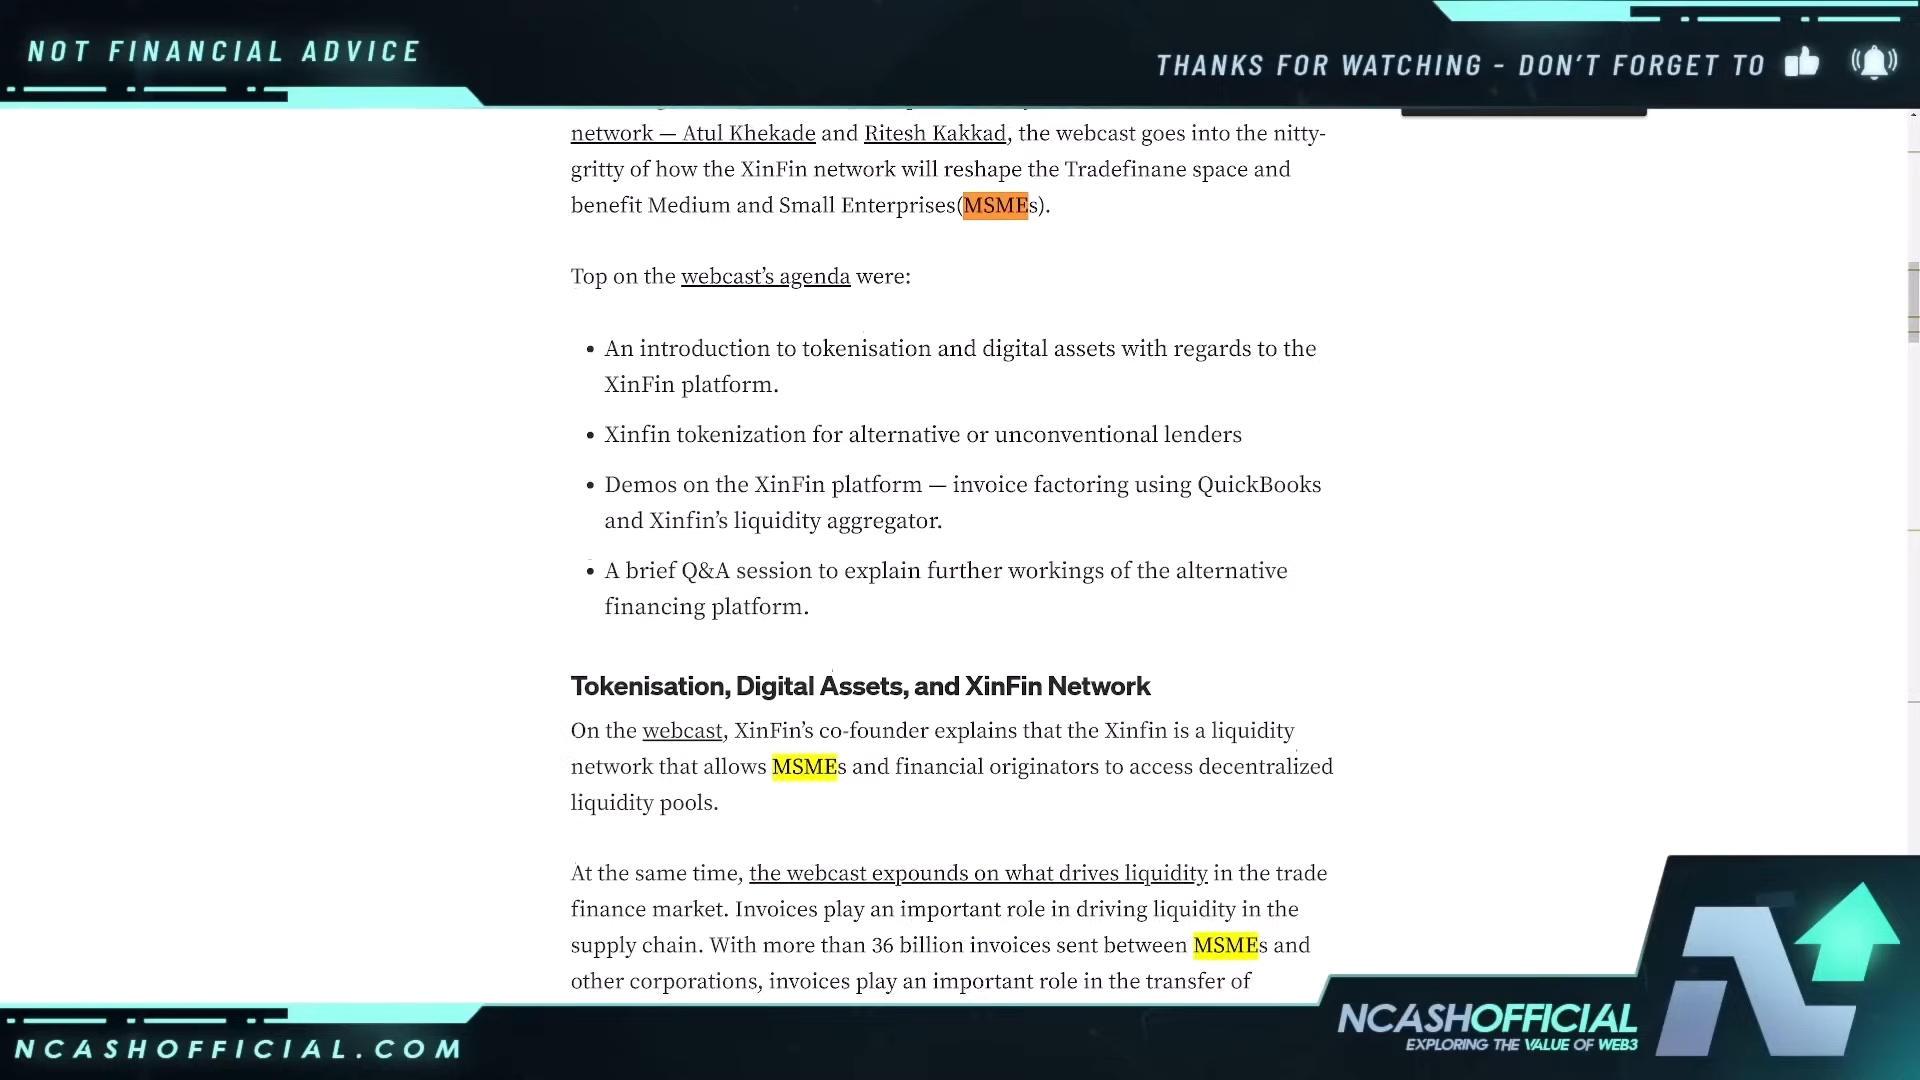 NOT FINANCIAL ADVICE
THANKS FOR WATCHING - DON'T FORGET TO
network — Atul Khekade and Ritesh Kakkad, the webcast goes into the nitty-
gritty of how the XinFin network will reshape the Tradefinane space and
benefit Medium and Small Enterprises(MSMEs).
Top on the webcast’s agenda were:
• An introduction to tokenisation and digital assets with regards to the
XinFin platform.
• Xinfin tokenization for alternative or unconventional lenders
• Demos on the XinFin platform — invoice factoring using QuickBooks
and Xinfin’s liquidity aggregator.
• A brief Q&A session to explain further workings of the alternative
financing platform.
Tokenisation, Digital Assets, and XinFin Network
On the webcast, XinFin’s co-founder explains that the Xinfin is a liquidity
network that allows MSMEs and financial originators to access decentralized
liquidity pools.
At the same time, the webcast expounds on what drives liquidity in the trade
finance market. Invoices play an important role in driving liquidity in the
supply chain. With more than 36 billion invoices sent between MSMEs and
other corporations, invoices play an important role in the transfer of
NCASHOFFICIAL.COM
NCASHOFFICIAL
EXPLORING THE VALUE OF WEB3